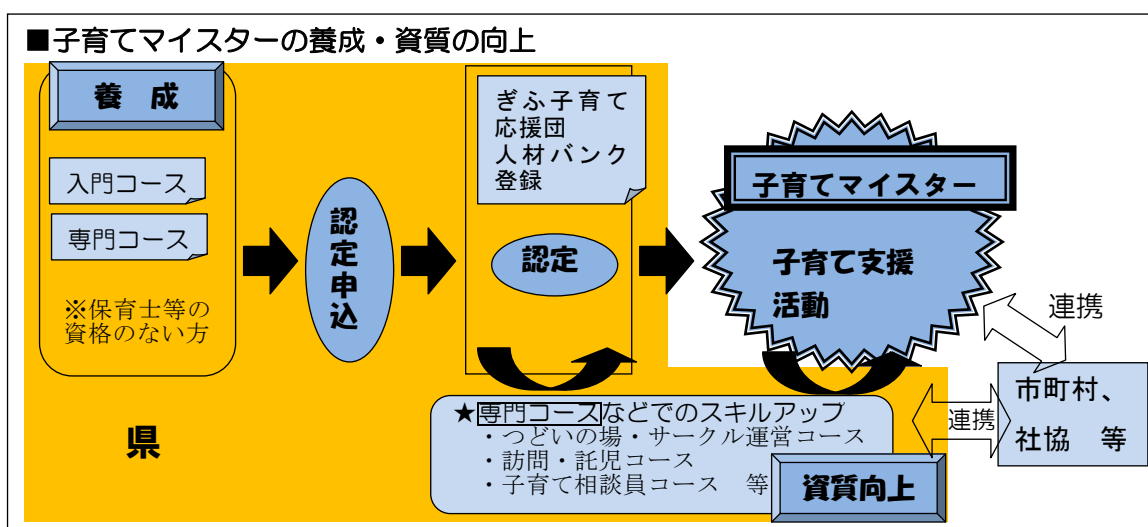 ■子育てマイスターの養成・資質の向上
養 成
入門コース
専門コース
※保育士等の
資格のない方
認定申込
ぎふ子育て
応援団
人材バンク
登録
認定
子育てマイスター
子育て支援
活動
連携
市町村、
社協 等
連携
★専門コースなどでのスキルアップ
・つどいの場・サークル運営コース
・訪問・託児コース
・子育て相談員コース 等
資質向上
県